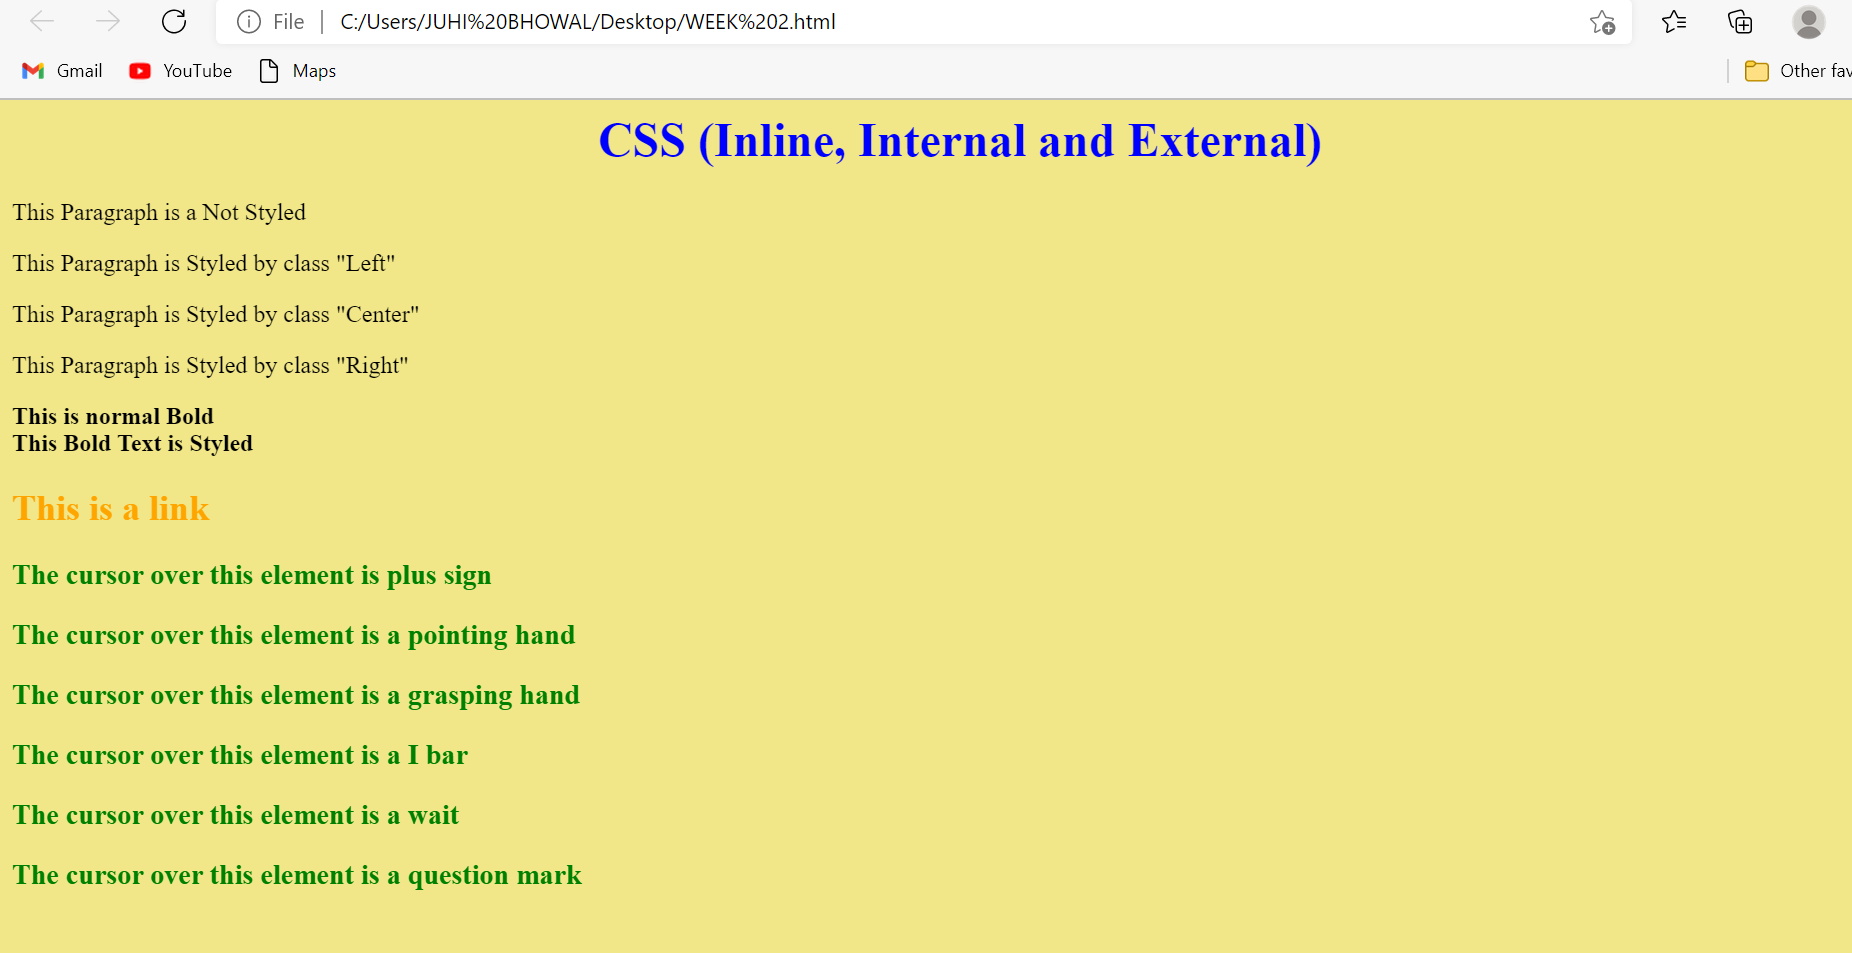 File | C:/Users/JUHI%20BHOWAL/Desktop/WEEK%202.html
Gmail YouTube Maps Other fav
CSS (Inline, Internal and External)
This Paragraph is a Not Styled
This Paragraph is Styled by class "Left"
This Paragraph is Styled by class "Center"
This Paragraph is Styled by class "Right"
This is normal Bold
This Bold Text is Styled
This is a link
The cursor over this element is plus sign
The cursor over this element is a pointing hand
The cursor over this element is a grasping hand
The cursor over this element is a I bar
The cursor over this element is a wait
The cursor over this element is a question mark